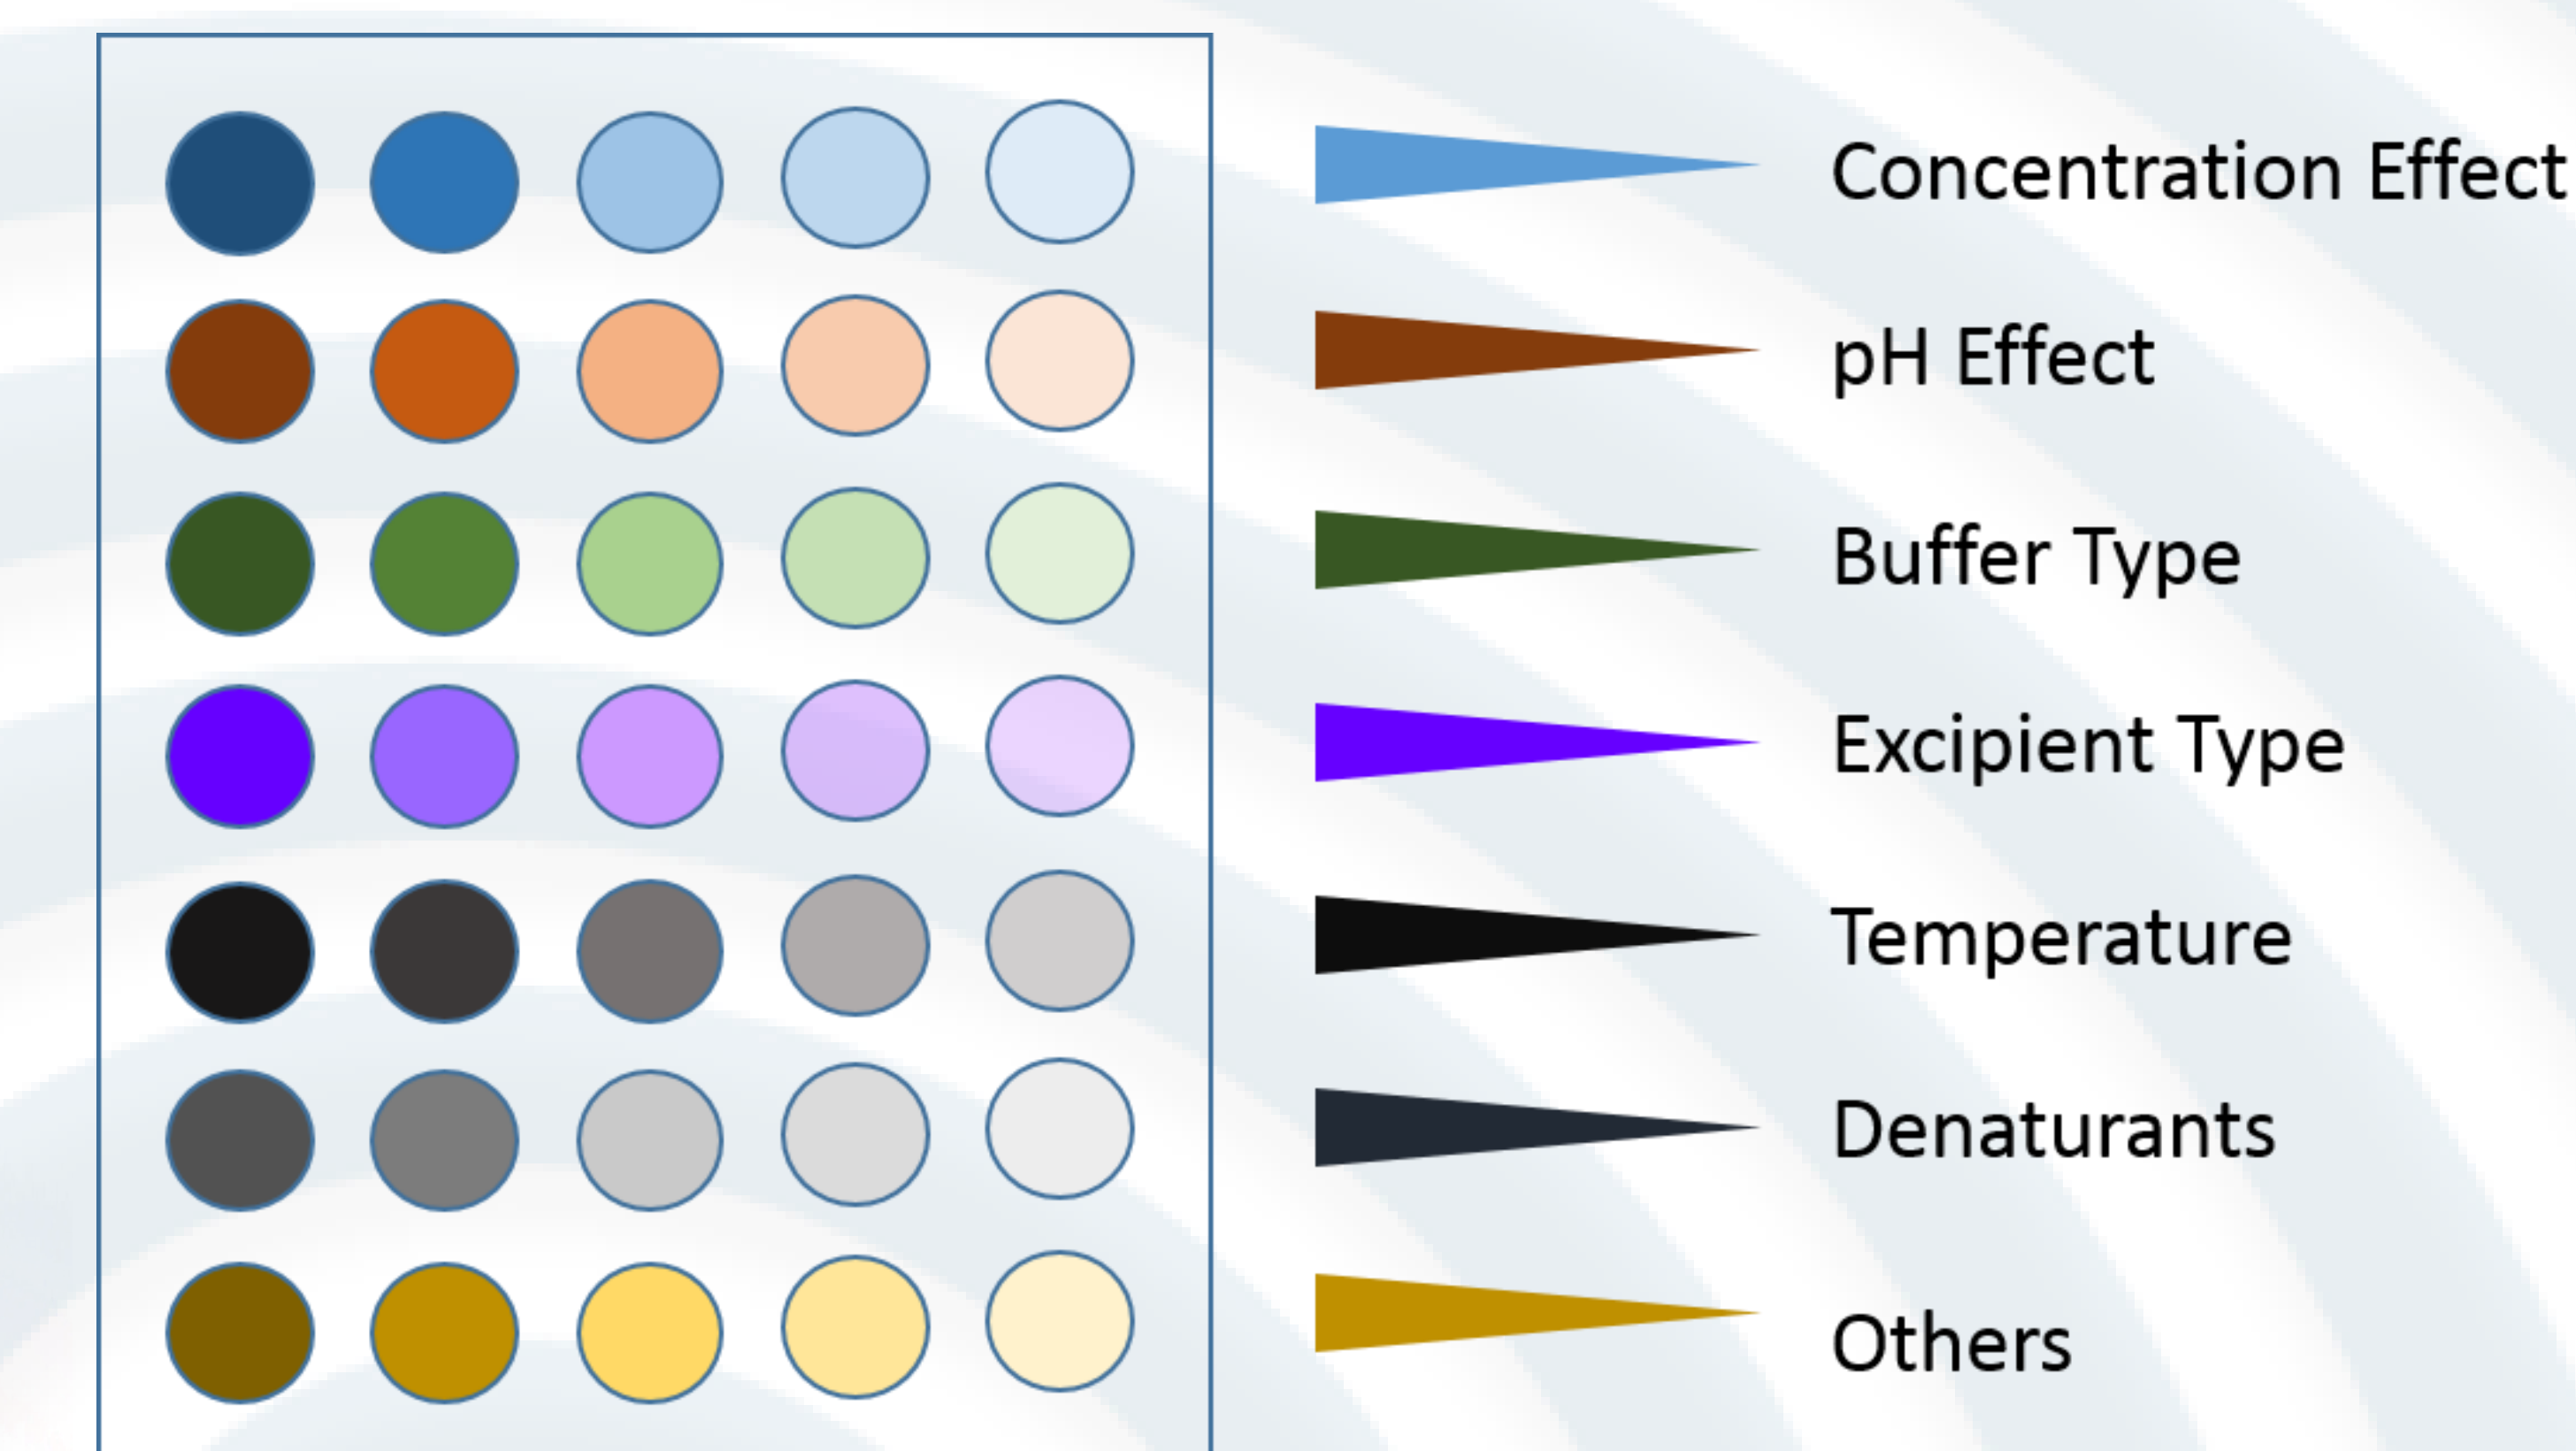 Concentration Effect
pH Effect
Buffer Type
Excipient Type
Temperature
Denaturants
Others